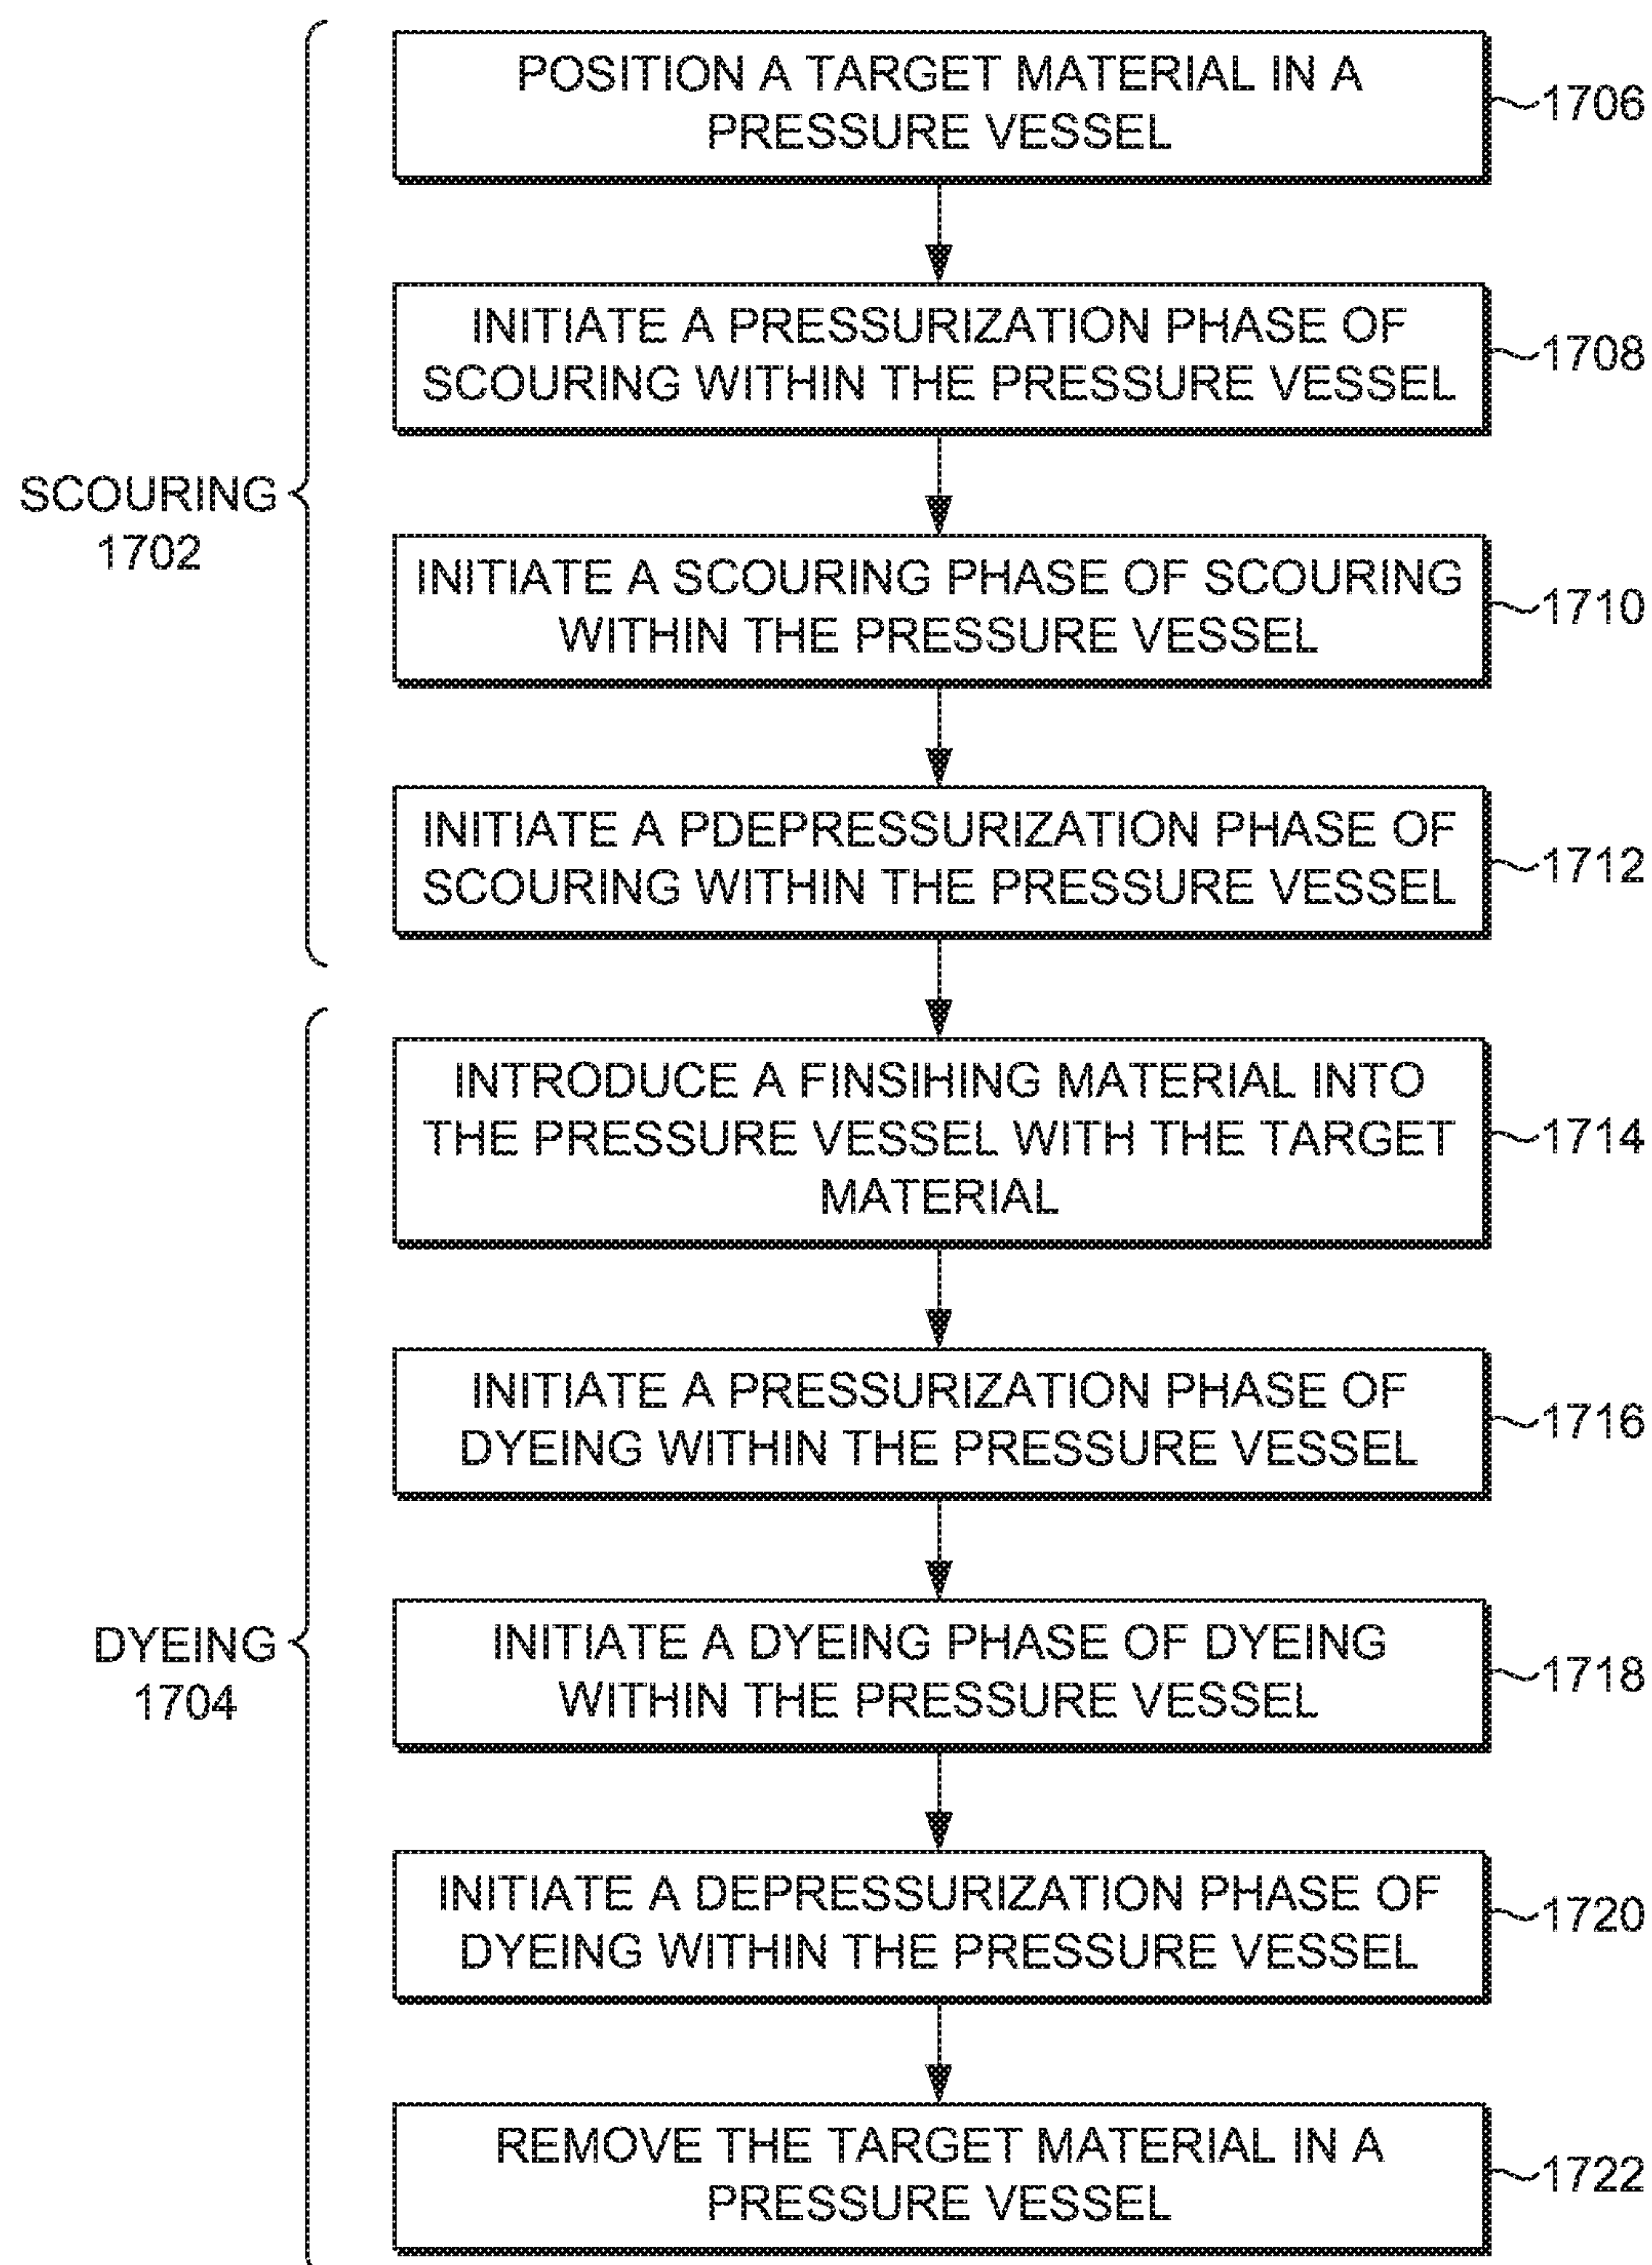 POSITION A TARGET MATERIAL IN A
PRESSURE VESSEL
1706
INITIATE A PRESSURIZATION PHASE OF
SCOURING WITHIN THE PRESSURE VESSEL
1708
SCOURING
1702
INITIATE A SCOURING PHASE OF SCOURING
WITHIN THE PRESSURE VESSEL
1710
INITIATE A PDEPRESSURIZATION PHASE OF
SCOURING WITHIN THE PRESSURE VESSEL
1712
INTRODUCE A FINSIHING MATERIAL INTO
THE PRESSURE VESSEL WITH THE TARGET
MATERIAL
1714
INITIATE A PRESSURIZATION PHASE OF
DYEING WITHIN THE PRESSURE VESSEL
1716
DYEING
1704
INITIATE A DYEING PHASE OF DYEING
WITHIN THE PRESSURE VESSEL
1718
INITIATE A DEPRESSURIZATION PHASE OF
DYEING WITHIN THE PRESSURE VESSEL
1720
REMOVE THE TARGET MATERIAL IN A
PRESSURE VESSEL
1722